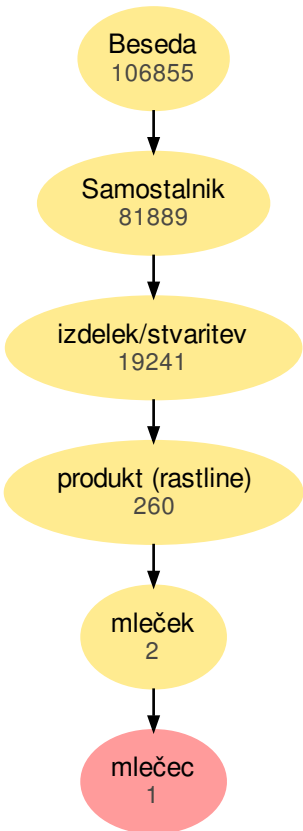 Beseda
106855
Samostalnik
81889
izdelek/stvaritev
19241
produkt (rastline)
260
mleček
2
mlečec
1